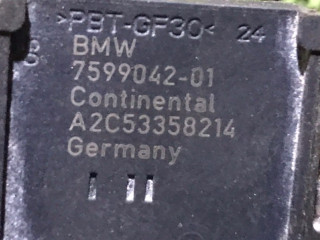 >PBT-GF30< 24
BMW
7599042-01
Continental
A2C53358214
Germany